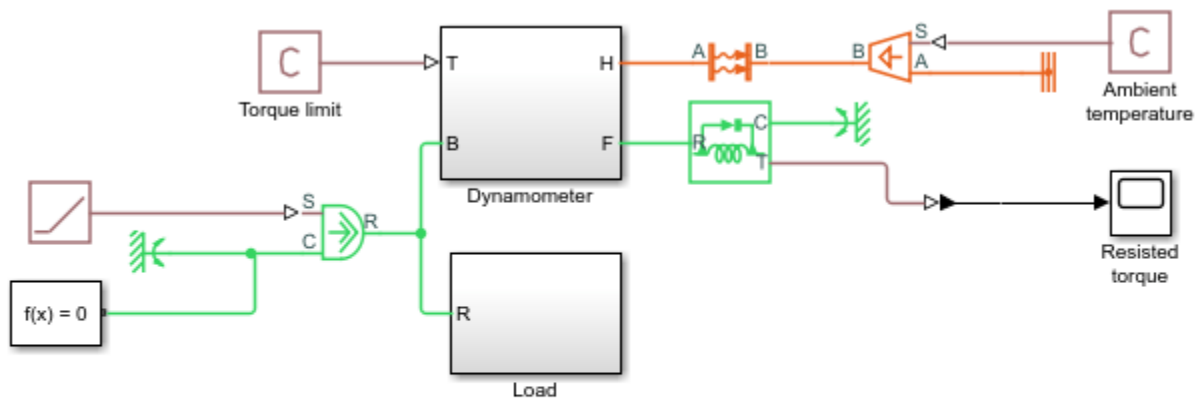 C
Torque limit
T
H
B
F
Dynamometer
A
B
B
S
A
C
Ambient
temperature
R
C
T
S
C
R
f(x) = 0
R
Load
Resisted
torque